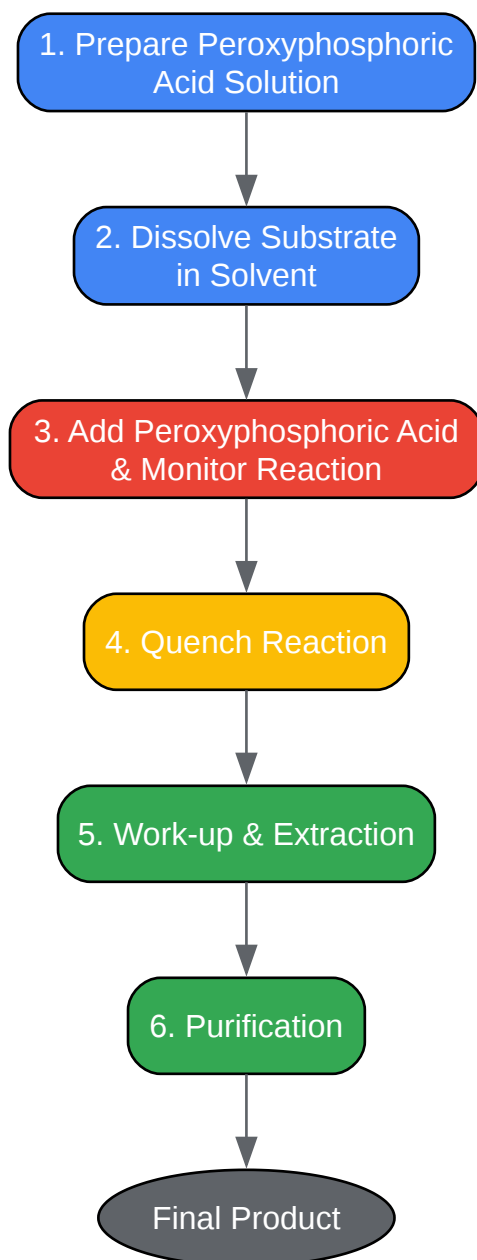 1. Prepare Peroxyphosphoric
Acid Solution
2. Dissolve Substrate
in Solvent
3. Add Peroxyphosphoric Acid
& Monitor Reaction
4. Quench Reaction
5. Work-up & Extraction
6. Purification
Final Product